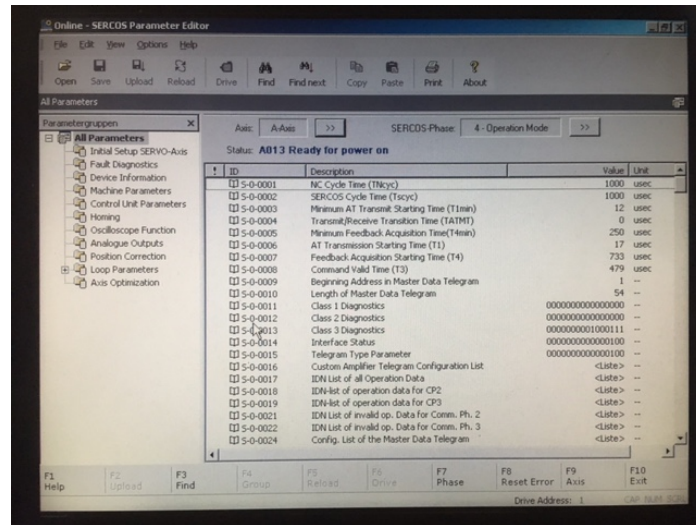 Online - SERCOS Parameter Editor
File Edit View Options Help
Open Save Upload Reload Drive Find Find next Copy Paste Print About
All Parameters
Parametergruppen
All Parameters
Initial Setup SERVO-Axis
Fault Diagnostics
Device Information
Machine Parameters
Control Unit Parameters
Homing
Oscilloscope Function
Analogue Outputs
Position Correction
Loop Parameters
Axis Optimization
Axis: A-Axis >> SERCOS-Phase: 4 - Operation Mode >>
Status: A013 Ready for power on
! ID Description Value Unit
S-0-0001 NC Cycle Time (TNcyc) 1000 usec
S-0-0002 SERCOS Cycle Time (Tscyc) 1000 usec
S-0-0003 Minimum AT Transmit Starting Time (T1min) 12 usec
S-0-0004 Transmit/Receive Transition Time (TATMT) 0 usec
S-0-0005 Minimum Feedback Acquisition Time(T4min) 250 usec
S-0-0006 AT Transmission Starting Time (T1) 17 usec
S-0-0007 Feedback Acquisition Starting Time (T4) 733 usec
S-0-0008 Command Valid Time (T3) 479 usec
S-0-0009 Beginning Address in Master Data Telegram 1 --
S-0-0010 Length of Master Data Telegram 54 --
S-0-0011 Class 1 Diagnostics 0000000000000000 --
S-0-0012 Class 2 Diagnostics 0000000000000000 --
S-0-0013 Class 3 Diagnostics 0000000001000111 --
S-0-0014 Interface Status 0000000000000100 --
S-0-0015 Telegram Type Parameter 0000000000000100 --
S-0-0016 Custom Amplifier Telegram Configuration List <Liste> --
S-0-0017 IDN List of all Operation Data <Liste> --
S-0-0018 IDN-list of operation data for CP2 <Liste> --
S-0-0019 IDN-list of operation data for CP3 <Liste> --
S-0-0021 IDN List of invalid op. Data for Comm. Ph. 2 <Liste> --
S-0-0022 IDN List of invalid op. Data for Comm. Ph. 3 <Liste> --
S-0-0024 Config. List of the Master Data Telegram <Liste> --
F1 F2 F3 F4 F5 F6 F7 F8 F9 F10
Help Upload Find Group Reload Drive Phase Reset Error Axis Exit
Drive Address: 1 CAP NUM SCRL